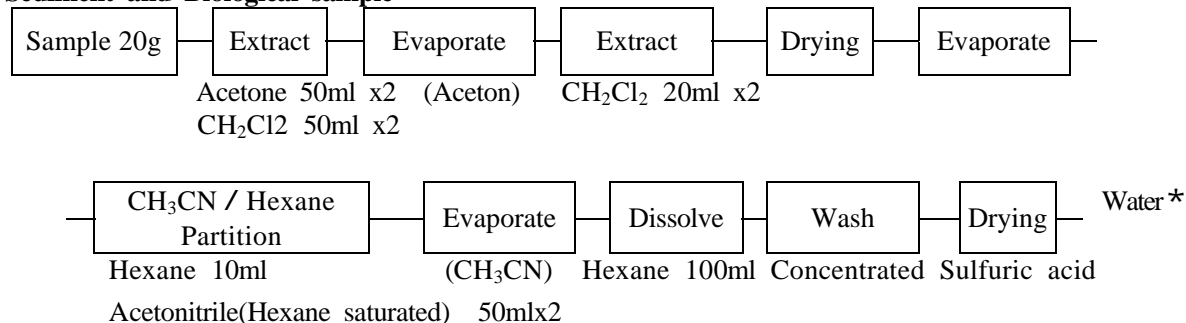 Sediment and Biological sample
Sample 20g Extract Evaporate Extract Drying Evaporate
Acetone 50ml x2 (Aceton) CH₂Cl₂ 20ml x2
CH₂Cl2 50ml x2
CH₃CN / Hexane Partition Evaporate Dissolve Wash Drying Water*
Hexane 10ml (CH₃CN) Hexane 100ml Concentrated Sulfuric acid
Acetonitrile(Hexane saturated) 50mlx2